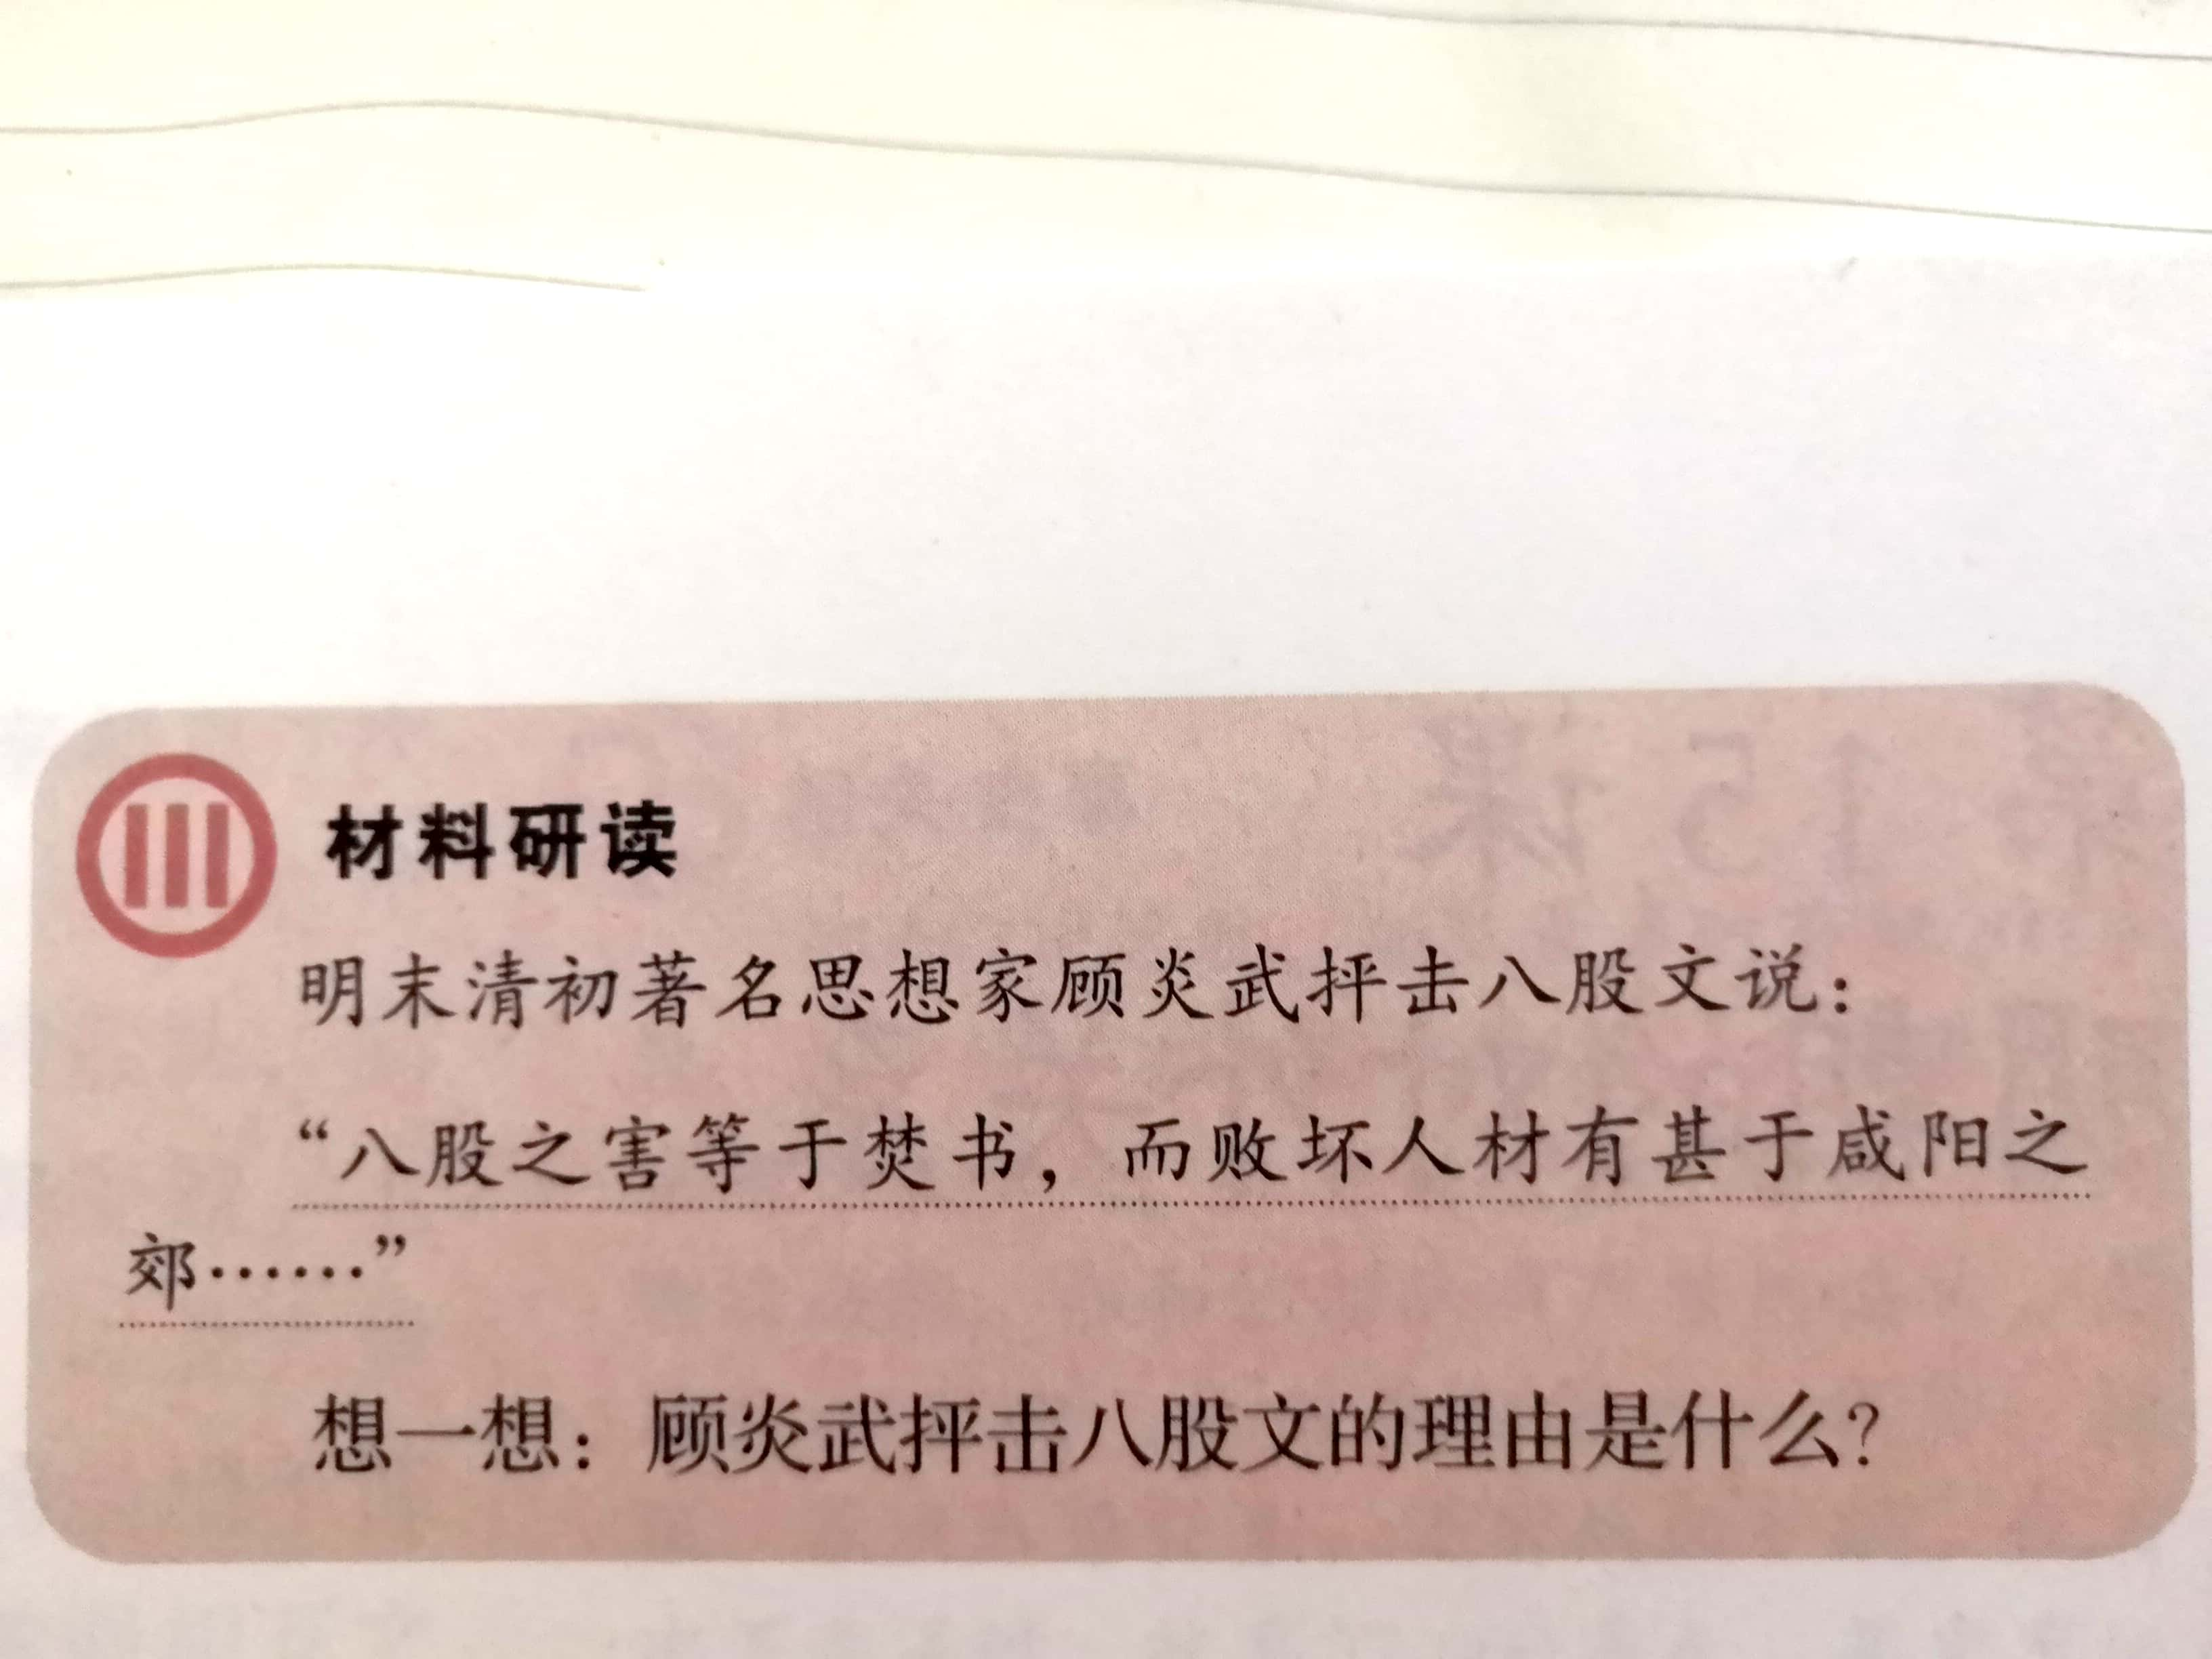 材料研读
明末清初著名思想家顾炎武抨击八股文说：
“八股之害等于焚书，而败坏人材有甚于咸阳之
郊……”
想一想：顾炎武抨击八股文的理由是什么？